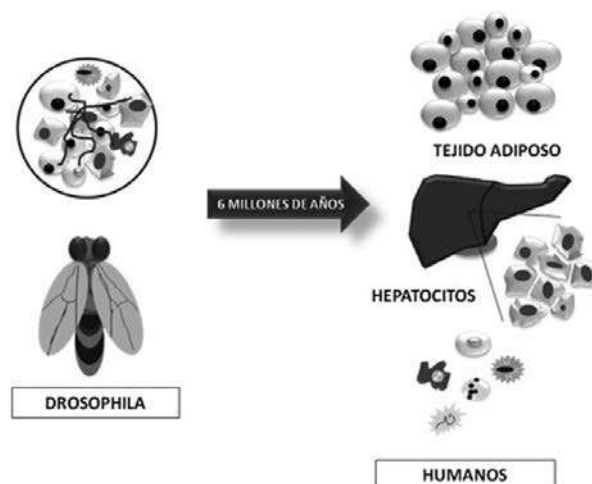 TEJIDO ADIPOSO
6 MILLONES DE AÑOS
HEPATOCITOS
DROSOPHILA
HUMANOS